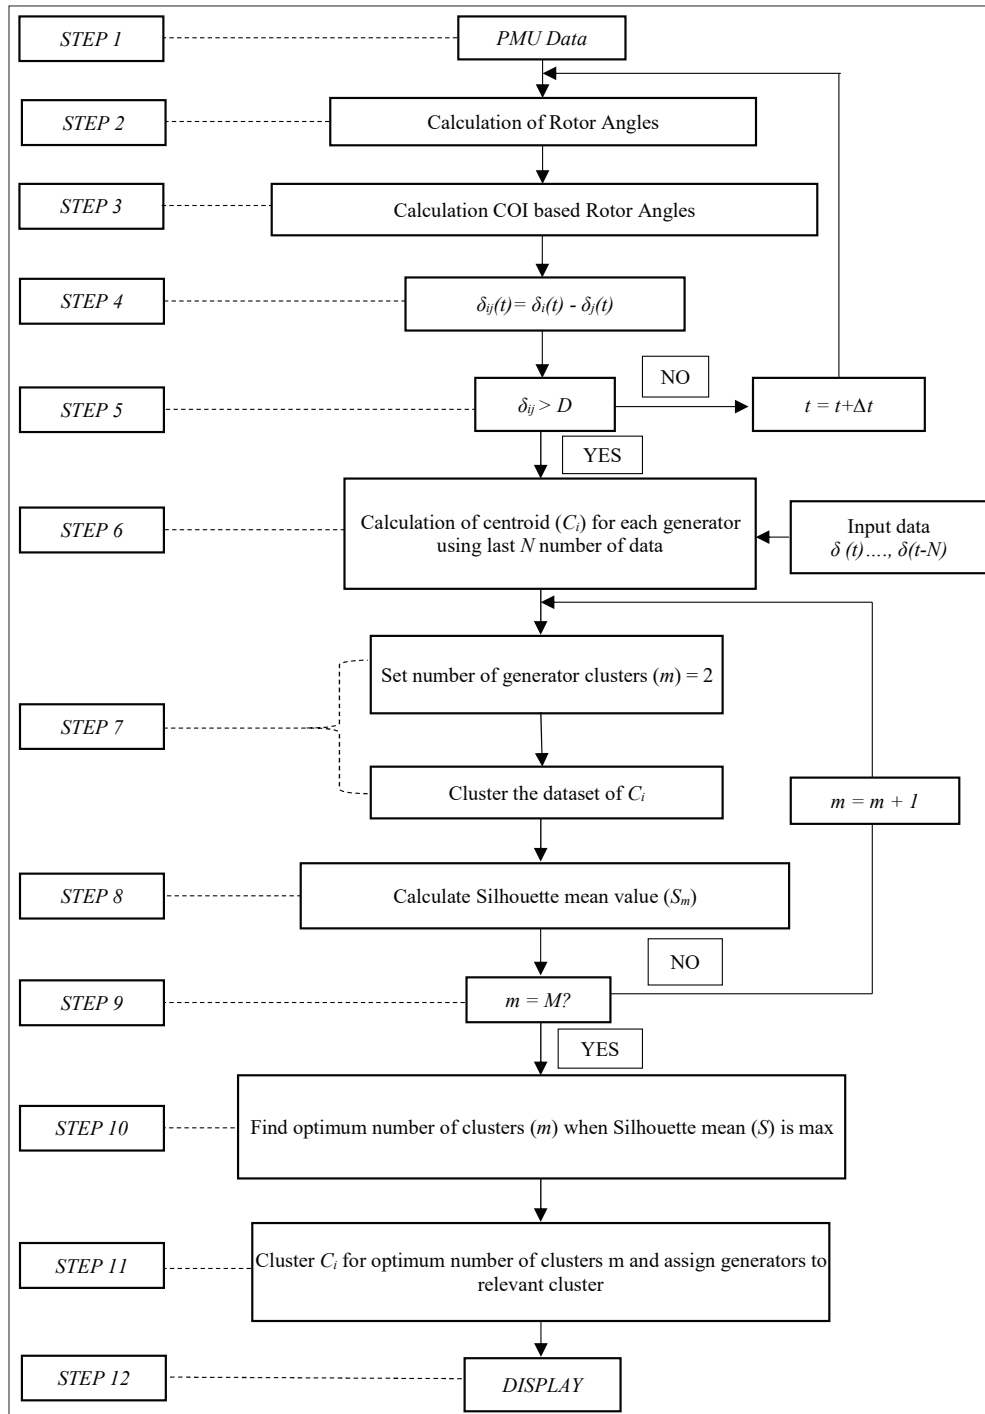 STEP 1
PMU Data
STEP 2
Calculation of Rotor Angles
STEP 3
Calculation COI based Rotor Angles
STEP 4
δij(t)= δi(t) - δj(t)
NO
STEP 5
δij > D
t = t+Δt
YES
STEP 6
Calculation of centroid (Ci) for each generator
using last N number of data
Input data
δ (t)...., δ(t-N)
Set number of generator clusters (m) = 2
STEP 7
Cluster the dataset of Ci
m = m + 1
STEP 8
Calculate Silhouette mean value (Sm)
NO
STEP 9
m = M?
YES
STEP 10
Find optimum number of clusters (m) when Silhouette mean (S) is max
STEP 11
Cluster Ci for optimum number of clusters m and assign generators to
relevant cluster
STEP 12
DISPLAY